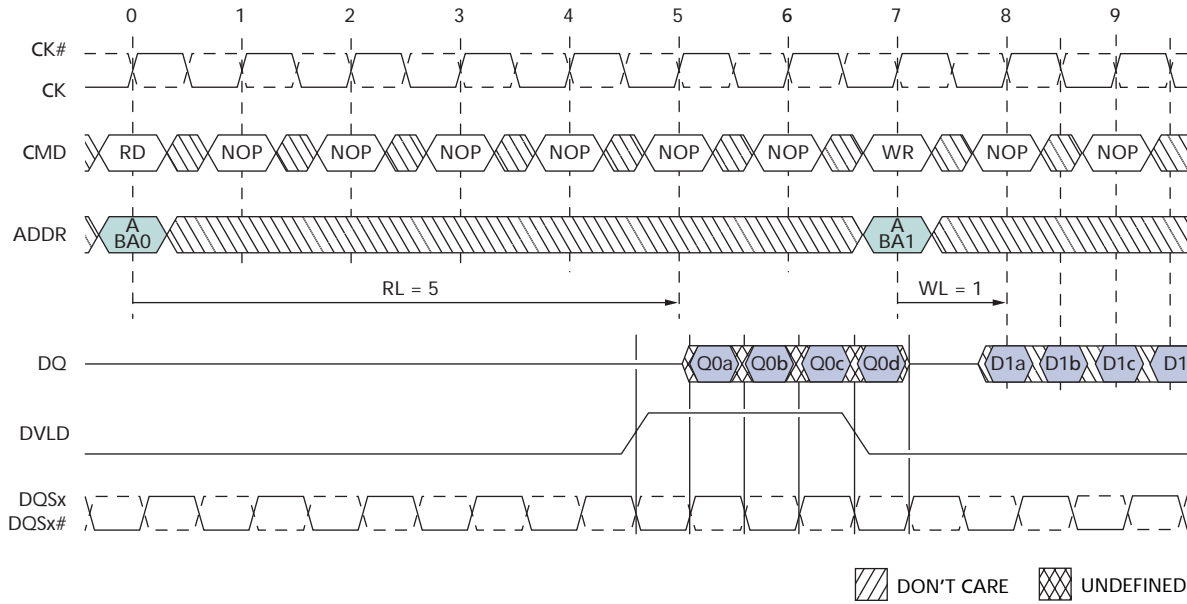 0 1 2 3 4 5 6 7 8 9
CK#
CK
CMD RD NOP NOP NOP NOP NOP NOP WR NOP NOP
ADDR A BA0 A BA1
RL = 5 WL = 1
DQ Q0a Q0b Q0c Q0d D1a D1b D1c D1
DVLD
DQSx
DQSx#
DON'T CARE UNDEFINED